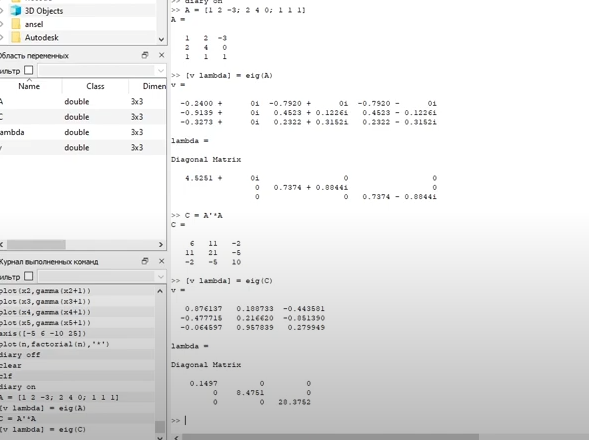 3D Objects
ansel
Autodesk
Область переменных
ильтр
Name Class Dimen
A double 3x3
C double 3x3
lambda double 3x3
v double 3x3
Журнал выполненных команд
ильтр
plot(x2,gamma(x2+1))
plot(x3,gamma(x3+1))
plot(x4,gamma(x4+1))
plot(x5,gamma(x5+1))
axis([-5 6 -10 25])
plot(n,factorial(n),'*')
diary off
clear
clf
diary on
A = [1 2 -3; 2 4 0; 1 1 1]
[v lambda] = eig(A)
C = A'*A
[v lambda] = eig(C)
>> diary on
>> A = [1 2 -3; 2 4 0; 1 1 1]
A =
1 2 -3
2 4 0
1 1 1
>> [v lambda] = eig(A)
v =
-0.2400 + 0i -0.7920 + 0i -0.7920 - 0i
-0.9139 + 0i 0.4523 + 0.1226i 0.4523 - 0.1226i
-0.3273 + 0i 0.2322 + 0.3152i 0.2322 - 0.3152i
lambda =
Diagonal Matrix
4.5251 + 0i 0 0
0 0.7374 + 0.8844i 0
0 0 0.7374 - 0.8844i
>> C = A'*A
C =
6 11 -2
11 21 -5
-2 -5 10
>> [v lambda] = eig(C)
v =
0.876137 0.188733 -0.443581
-0.477715 0.216620 -0.851390
-0.064597 0.957839 0.279949
lambda =
Diagonal Matrix
0.1497 0 0
0 8.4751 0
0 0 28.3752
>>